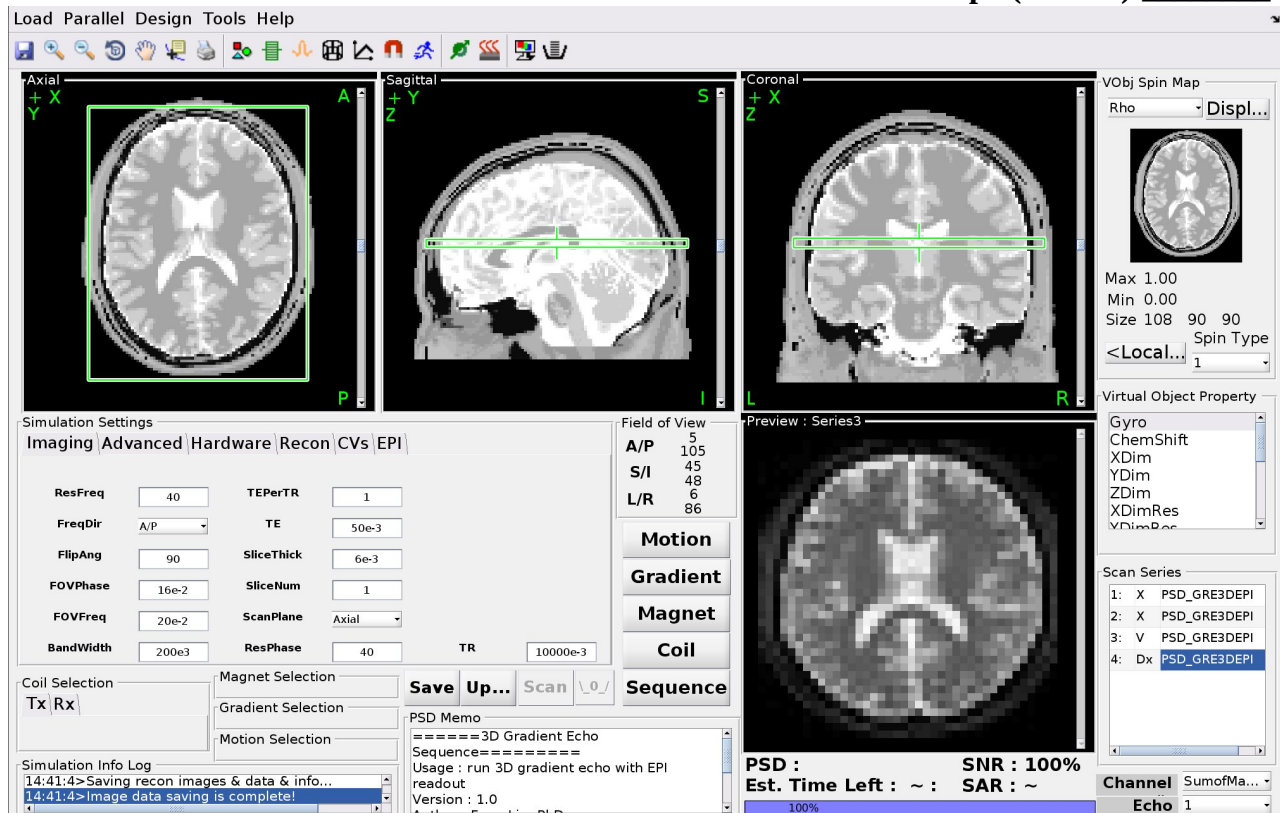 Load Parallel Design Tools Help
Axial
+ X
Y
A
P
Sagittal
+ Y
Z
S
I
Coronal
+ X
Z
L
R
VObj Spin Map
Rho
Displ...
Max 1.00
Min 0.00
Size 108 90 90
Spin Type
<Local...
1
Virtual Object Property
Gyro
ChemShift
XDim
YDim
ZDim
XDimRes
YDimRes
Simulation Settings
Imaging Advanced Hardware Recon CVs EPI
ResFreq 40 TEPerTR 1
FreqDir A/P TE 50e-3
FlipAng 90 SliceThick 6e-3
FOVPhase 16e-2 SliceNum 1
FOVFreq 20e-2 ScanPlane Axial
BandWidth 200e3 ResPhase 40 TR 10000e-3
Field of View
A/P 5
105
S/I 45
48
L/R 6
86
Motion
Gradient
Magnet
Coil
Sequence
Preview : Series3
Scan Series
1: X PSD_GRE3DEPI
2: X PSD_GRE3DEPI
3: V PSD_GRE3DEPI
4: Dx PSD_GRE3DEPI
Coil Selection
Tx Rx
Magnet Selection
Gradient Selection
Motion Selection
Save Up... Scan \_0_/
PSD Memo
======3D Gradient Echo
Sequence=========
Usage : run 3D gradient echo with EPI
readout
Version : 1.0
Simulation Info Log
14:41:4>Saving recon images & data & info...
14:41:4>Image data saving is complete!
PSD : SNR : 100%
Est. Time Left : ~ : SAR : ~
100%
Channel SumofMa...
Echo 1